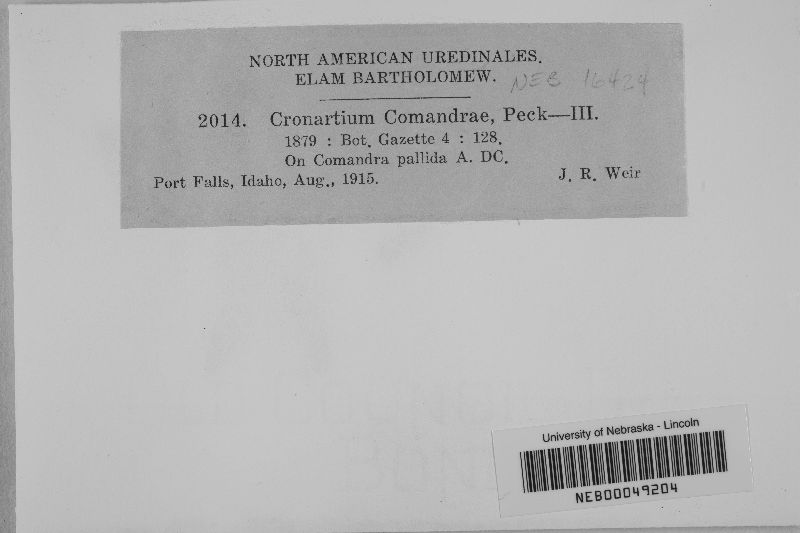 NORTH AMERICAN UREDINALES.
ELAM BARTHOLOMEW.
NEB 16424
2014. Cronartium Comandrae, Peck—III.
1879 : Bot. Gazette 4 : 128.
On Comandra pallida A. DC.
Port Falls, Idaho, Aug., 1915. J. R. Weir
University of Nebraska - Lincoln
NEB00049204